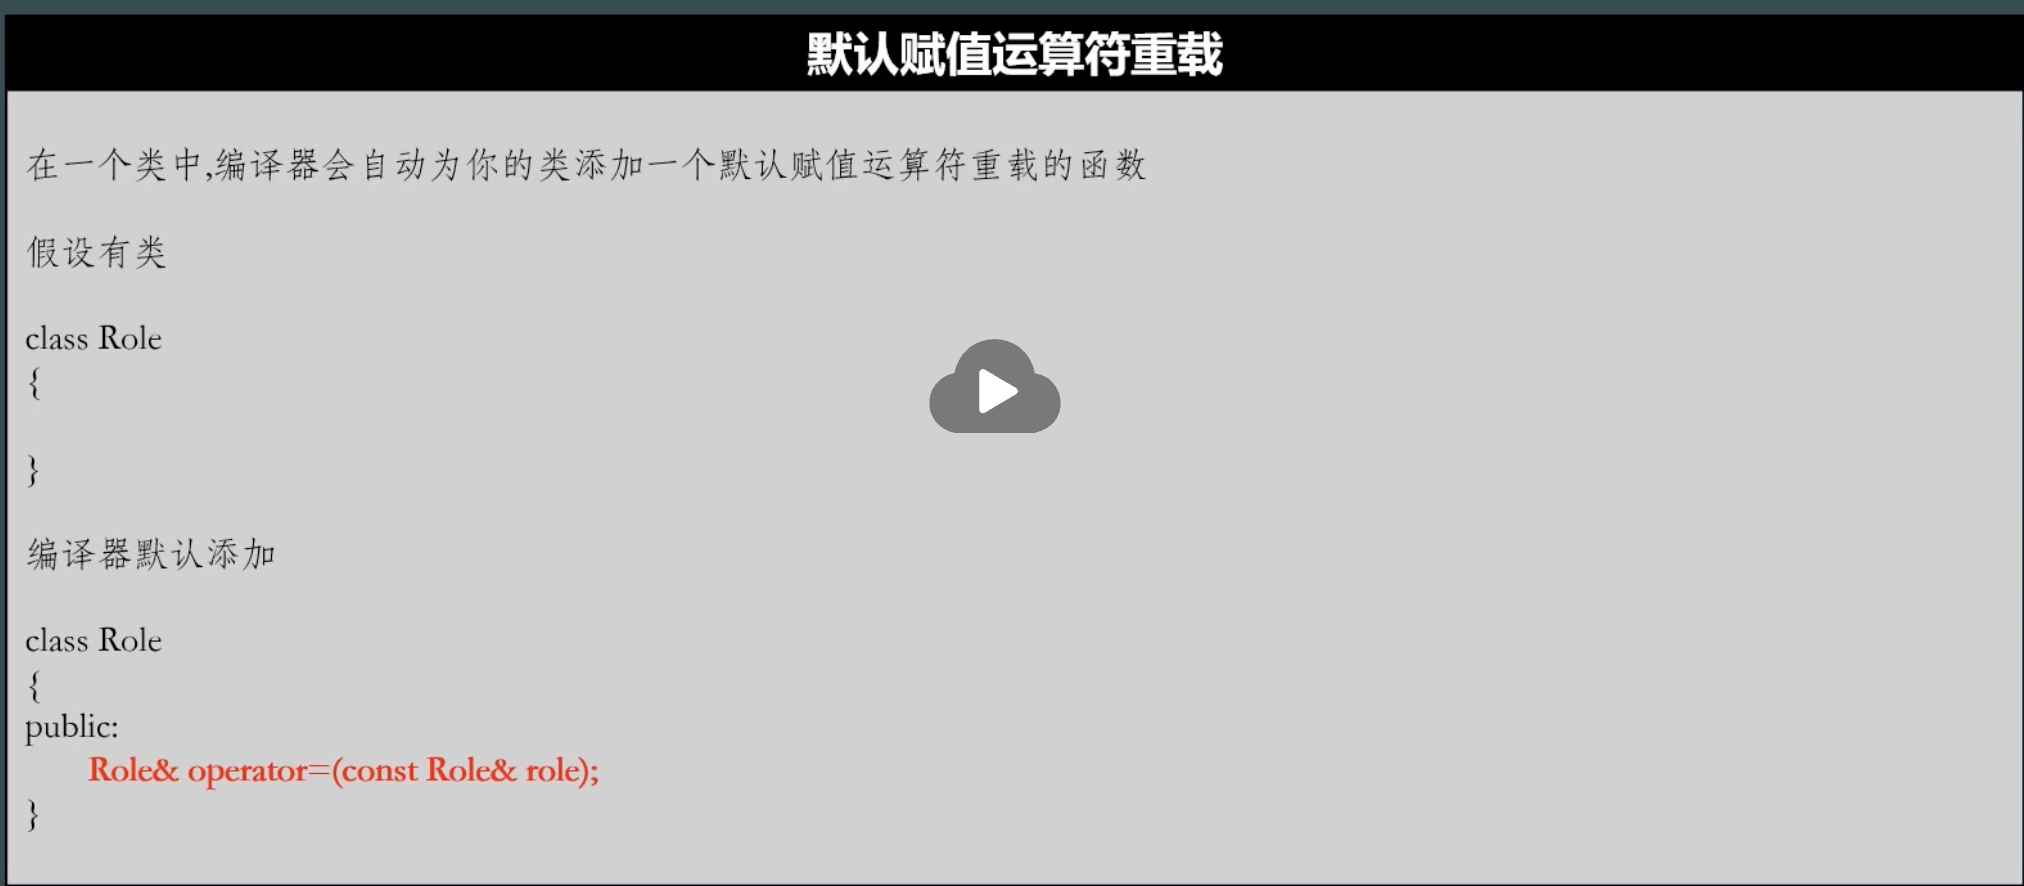 默认赋值运算符重载
在一个类中,编译器会自动为你的类添加一个默认赋值运算符重载的函数
假设有类
class Role
{
}
编译器默认添加
class Role
{
public:
Role& operator=(const Role& role);
}